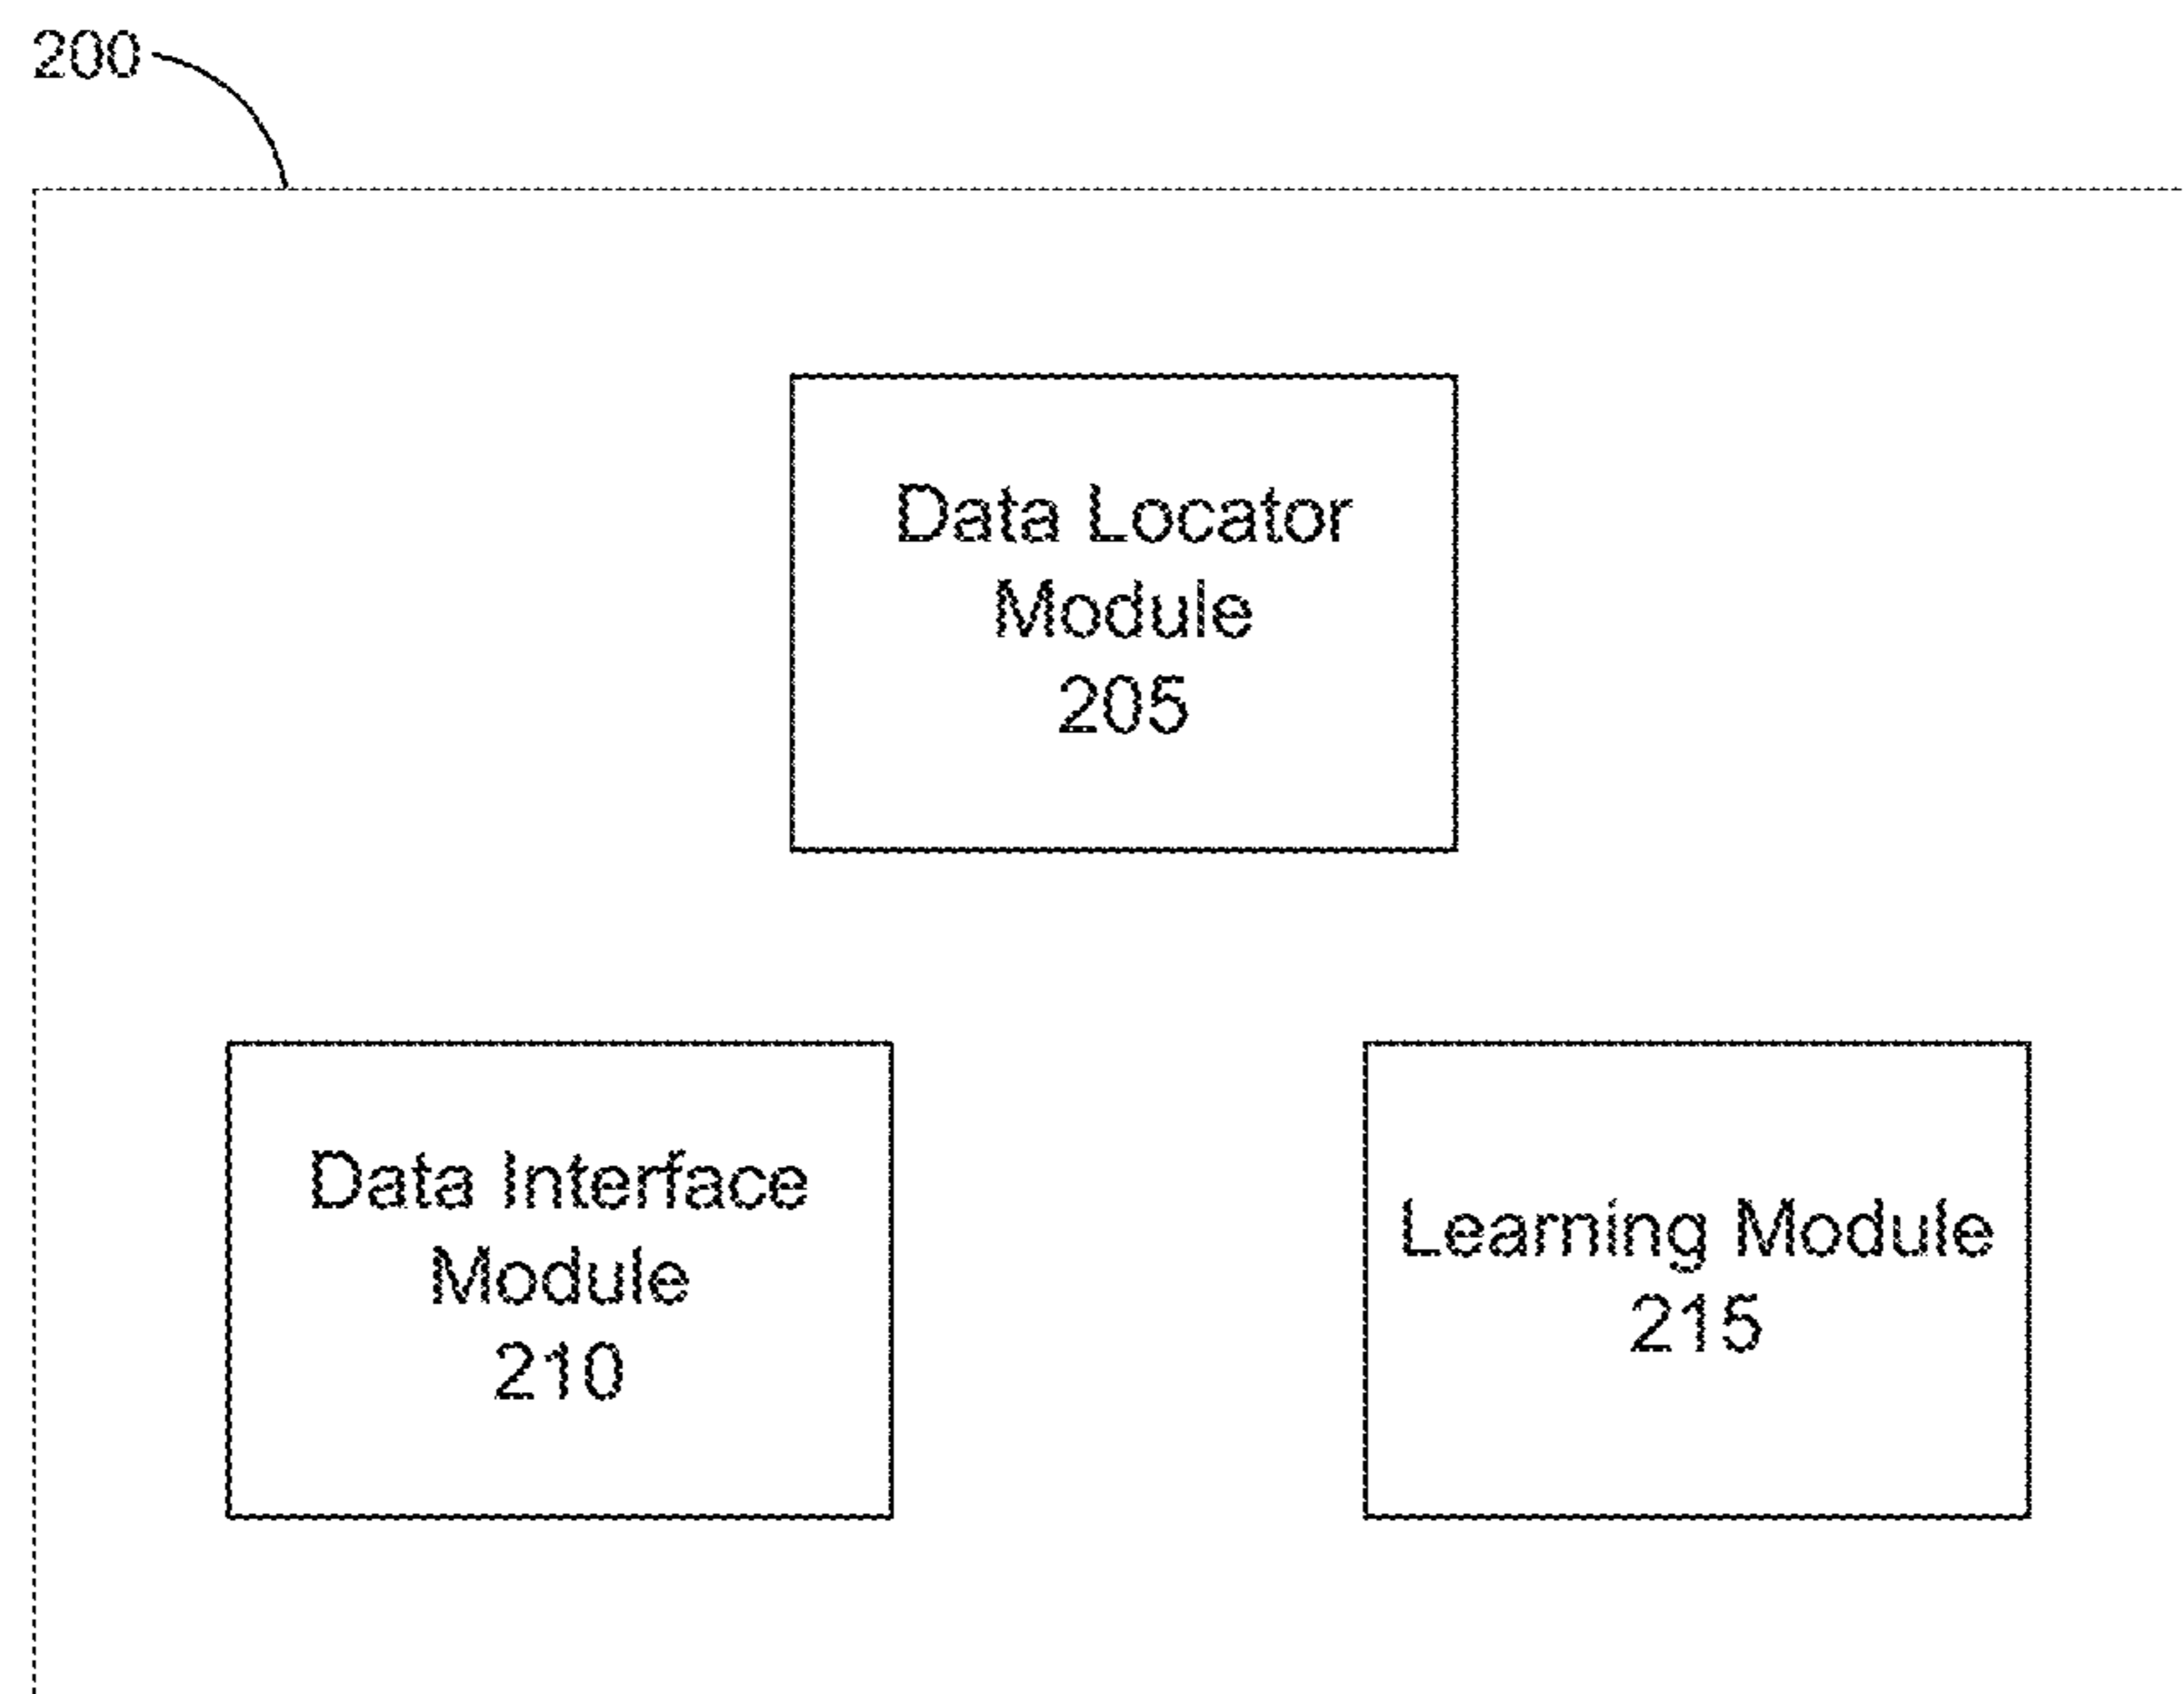 200
Data Locator
Module
205
Data Interface
Module
210
Learning Module
215